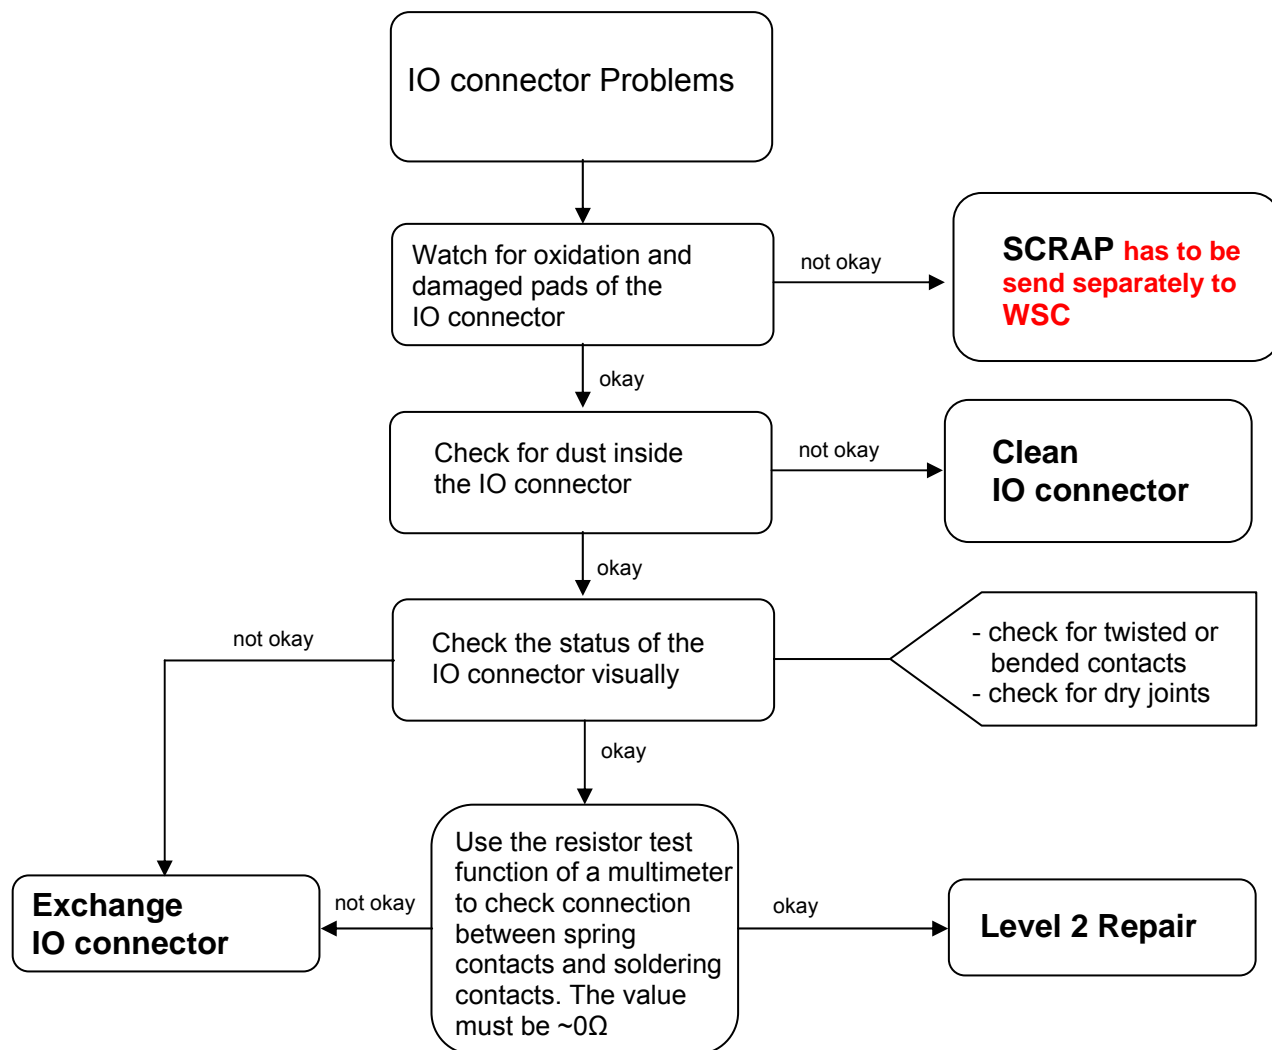 IO connector Problems
Watch for oxidation and
damaged pads of the
IO connector
not okay
SCRAP has to be
send separately to
WSC
okay
Check for dust inside
the IO connector
not okay
Clean
IO connector
okay
not okay
Check the status of the
IO connector visually
- check for twisted or
bended contacts
- check for dry joints
okay
Use the resistor test
function of a multimeter
to check connection
between spring
contacts and soldering
contacts. The value
must be ~0Ω
not okay
Exchange
IO connector
okay
Level 2 Repair